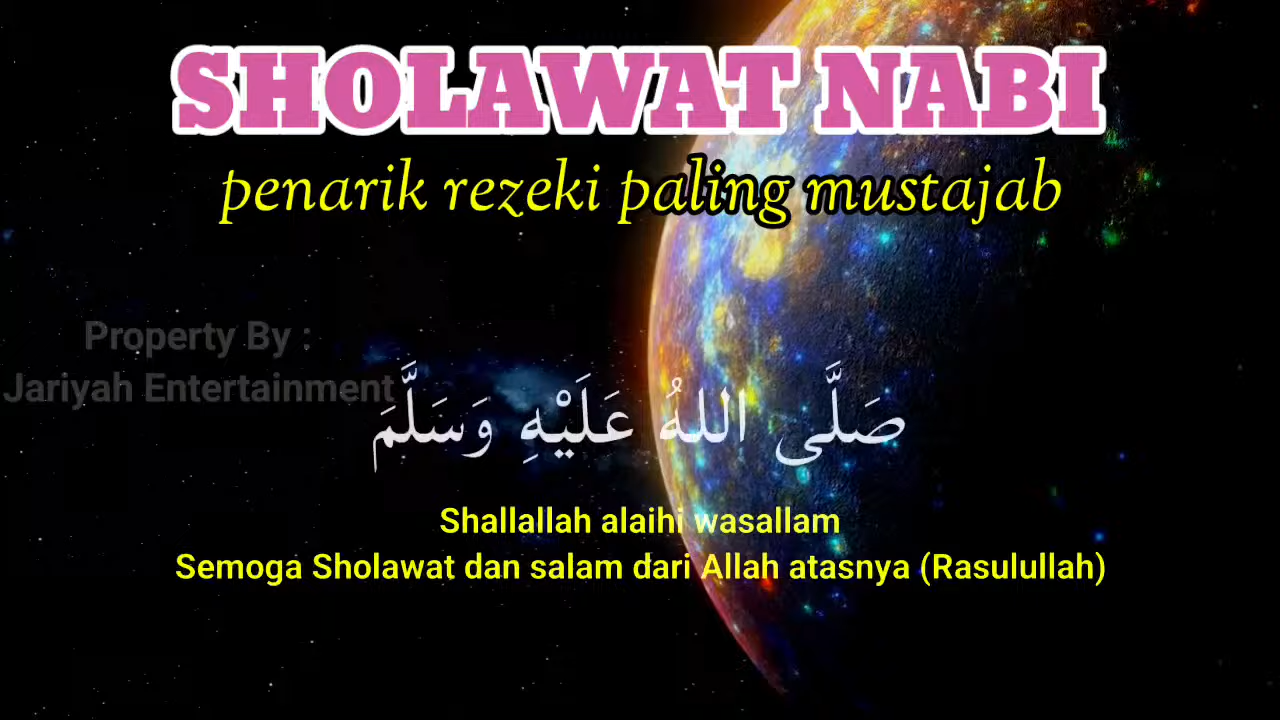 SHOLAWAT NABI
penarik rezeki paling mustajab
Property By :
Jariyah Entertainment
صَلَّى اللهُ عَلَيْهِ وَسَلَّمَ
Shallallah alaihi wasallam
Semoga Sholawat dan salam dari Allah atasnya (Rasulullah)